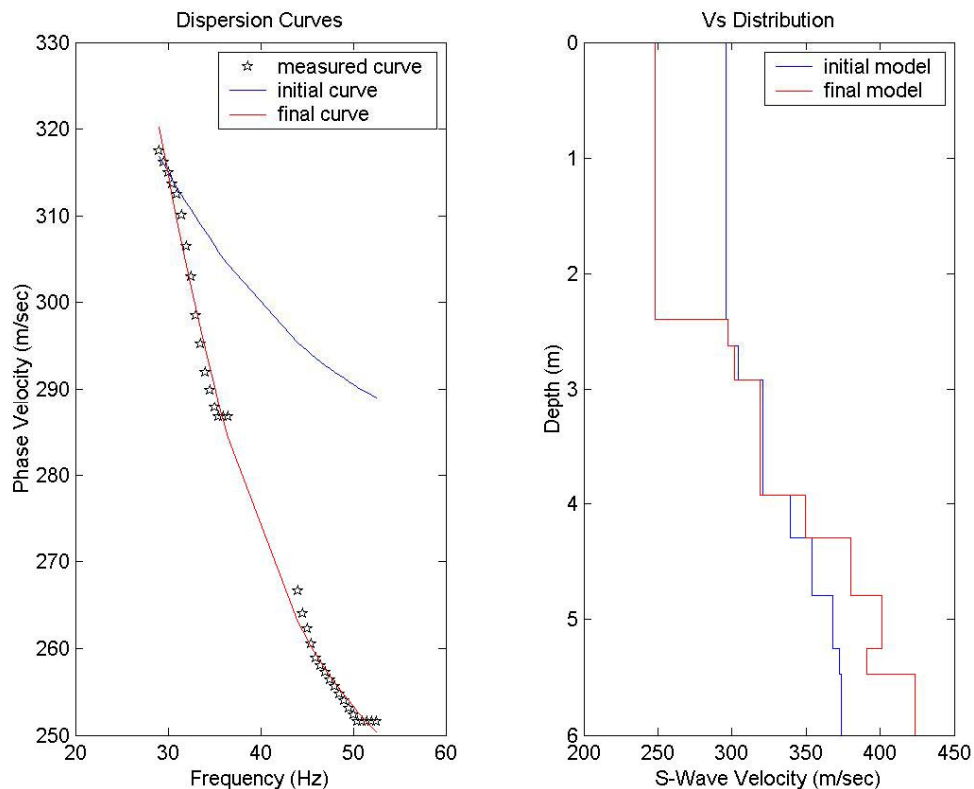 Dispersion Curves
330
320
310
300
290
280
270
260
250
20
30
40
50
60
Phase Velocity (m/sec)
Frequency (Hz)
measured curve
initial curve
final curve
Vs Distribution
0
1
2
3
4
5
6
200
250
300
350
400
450
Depth (m)
S-Wave Velocity (m/sec)
initial model
final model